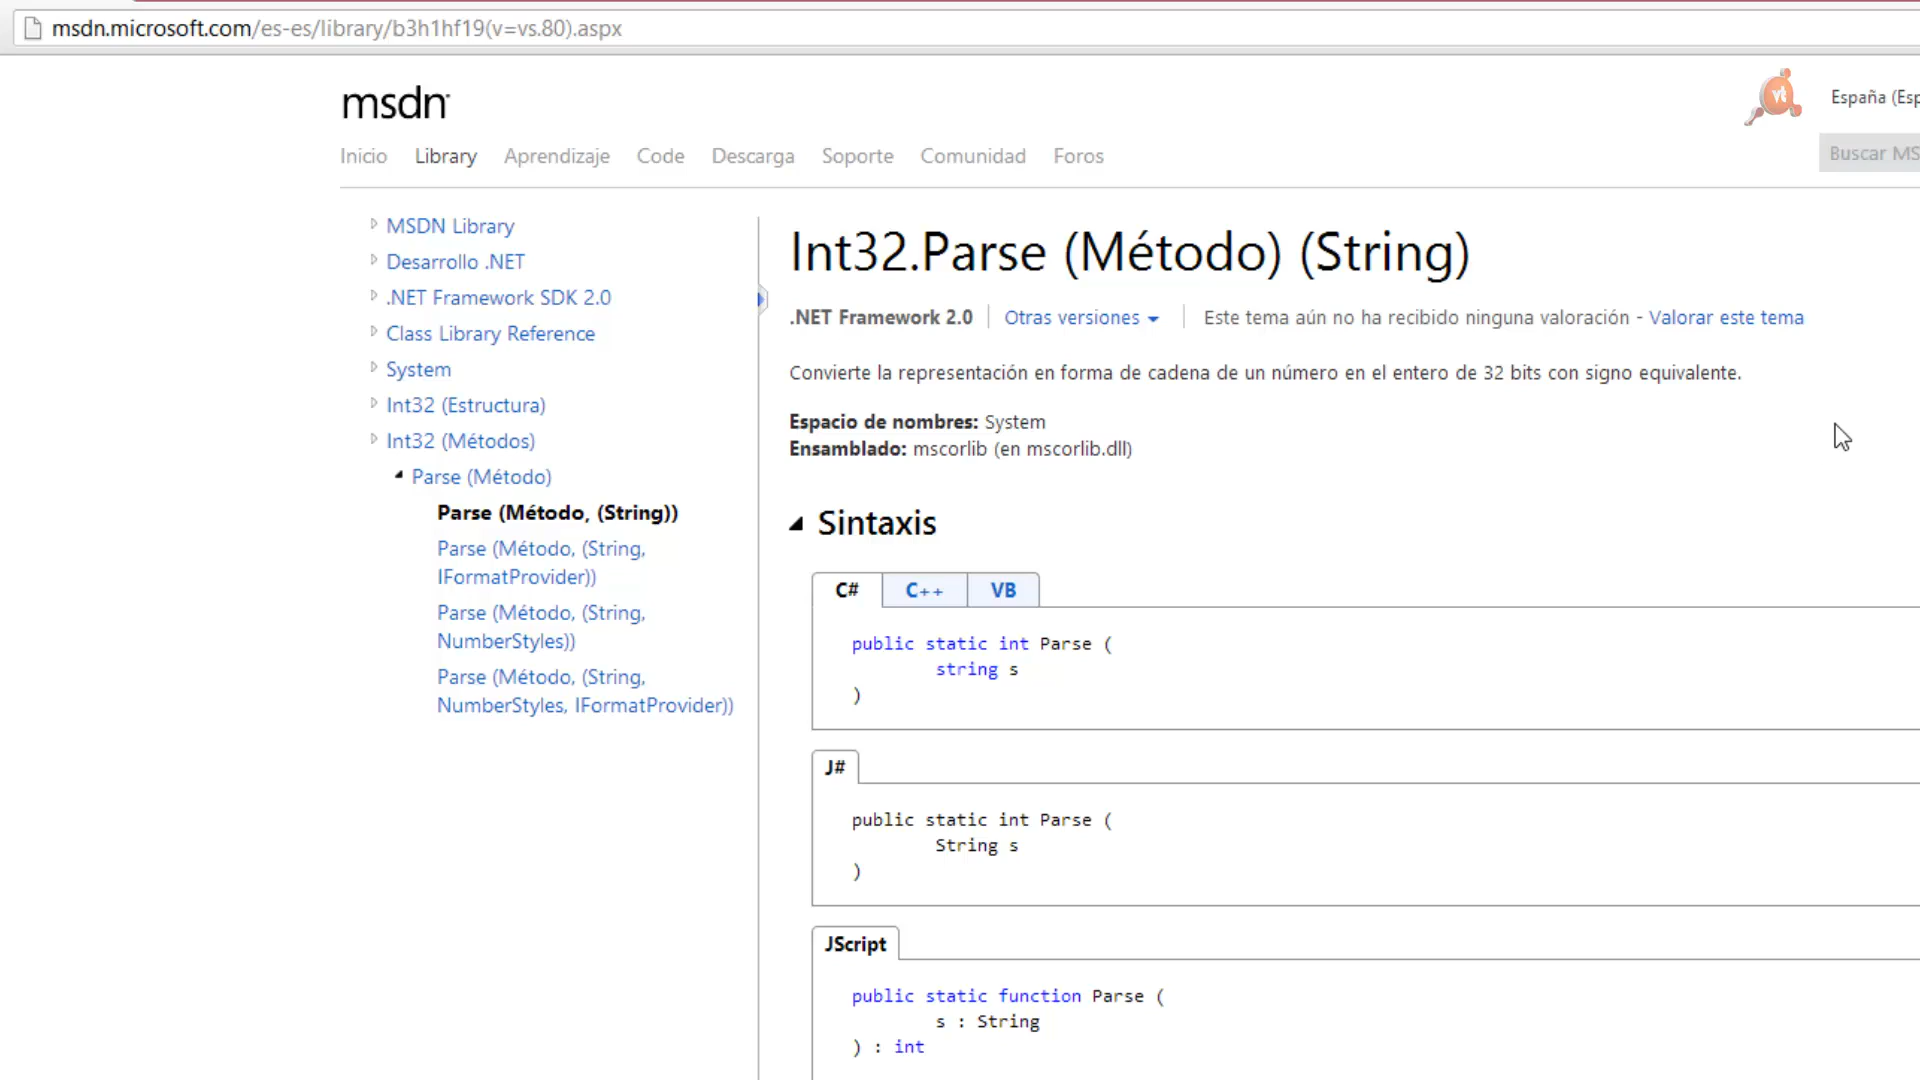 msdn.microsoft.com/es-es/library/b3h1hf19(v=vs.80).aspx
msdn
vt
España (Esp
Inicio Library Aprendizaje Code Descarga Soporte Comunidad Foros
Buscar MS
MSDN Library
Desarrollo .NET
.NET Framework SDK 2.0
Class Library Reference
System
Int32 (Estructura)
Int32 (Métodos)
Parse (Método)
Parse (Método, (String))
Parse (Método, (String,
IFormatProvider))
Parse (Método, (String,
NumberStyles))
Parse (Método, (String,
NumberStyles, IFormatProvider))
Int32.Parse (Método) (String)
.NET Framework 2.0 Otras versiones Este tema aún no ha recibido ninguna valoración - Valorar este tema
Convierte la representación en forma de cadena de un número en el entero de 32 bits con signo equivalente.
Espacio de nombres: System
Ensamblado: mscorlib (en mscorlib.dll)
Sintaxis
C# C++ VB
public static int Parse (
string s
)
J#
public static int Parse (
String s
)
JScript
public static function Parse (
s : String
) : int